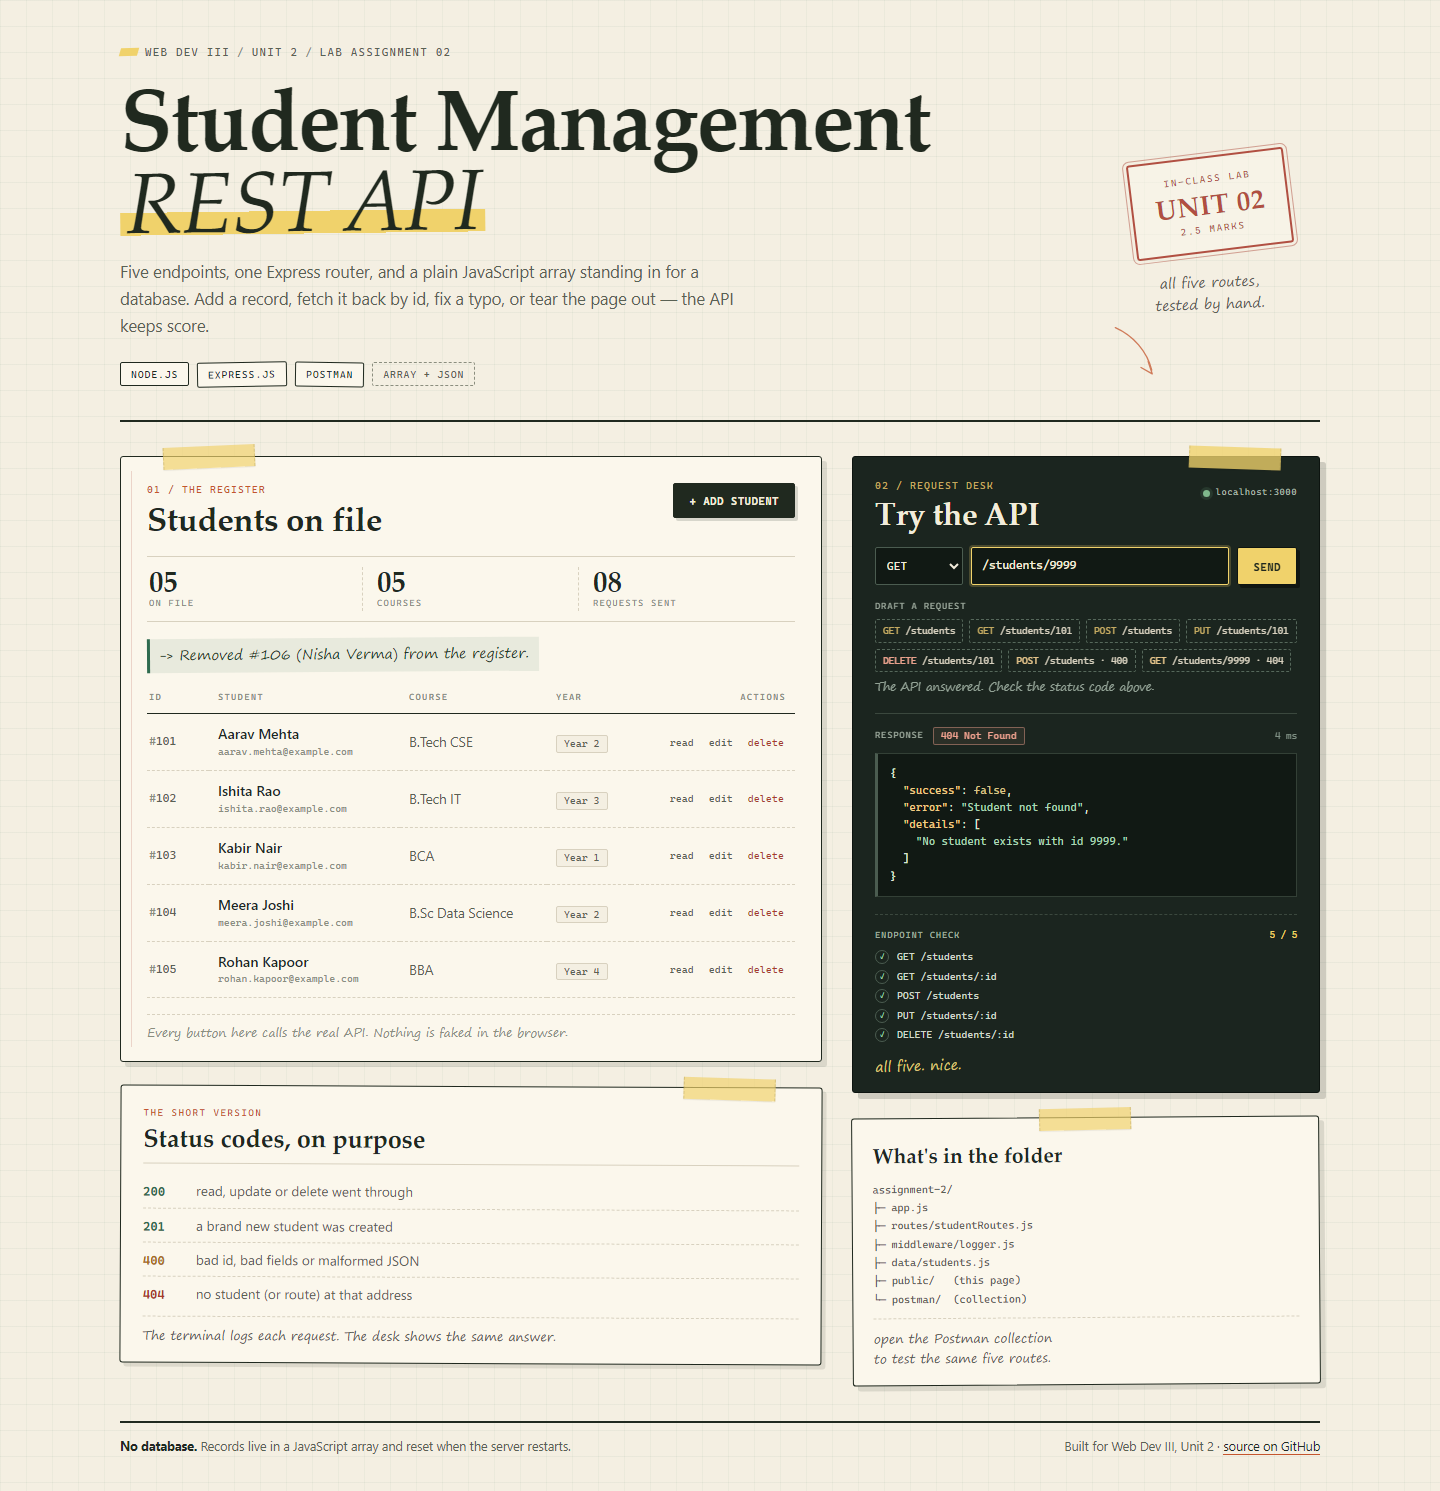 WEB DEV III / UNIT 2 / LAB ASSIGNMENT 02
Student Management
REST API
Five endpoints, one Express router, and a plain JavaScript array standing in for a
database. Add a record, fetch it back by id, fix a typo, or tear the page out — the API
keeps score.
NODE.JS
EXPRESS.JS
POSTMAN
ARRAY + JSON
IN-CLASS LAB
UNIT 02
2.5 MARKS
all five routes,
tested by hand.
01 / THE REGISTER
Students on file
+ ADD STUDENT
05
ON FILE
05
COURSES
08
REQUESTS SENT
-> Removed #106 (Nisha Verma) from the register.
ID STUDENT COURSE YEAR ACTIONS
#101 Aarav Mehta B.Tech CSE Year 2 read edit delete
aarav.mehta@example.com
#102 Ishita Rao B.Tech IT Year 3 read edit delete
ishita.rao@example.com
#103 Kabir Nair BCA Year 1 read edit delete
kabir.nair@example.com
#104 Meera Joshi B.Sc Data Science Year 2 read edit delete
meera.joshi@example.com
#105 Rohan Kapoor BBA Year 4 read edit delete
rohan.kapoor@example.com
Every button here calls the real API. Nothing is faked in the browser.
02 / REQUEST DESK
localhost:3000
Try the API
GET /students/9999 SEND
DRAFT A REQUEST
GET /students GET /students/101 POST /students PUT /students/101
DELETE /students/101 POST /students · 400 GET /students/9999 · 404
The API answered. Check the status code above.
RESPONSE 404 Not Found 4 ms
{
"success": false,
"error": "Student not found",
"details": [
"No student exists with id 9999."
]
}
ENDPOINT CHECK 5 / 5
✓ GET /students
✓ GET /students/:id
✓ POST /students
✓ PUT /students/:id
✓ DELETE /students/:id
all five. nice.
THE SHORT VERSION
Status codes, on purpose
200 read, update or delete went through
201 a brand new student was created
400 bad id, bad fields or malformed JSON
404 no student (or route) at that address
The terminal logs each request. The desk shows the same answer.
What's in the folder
assignment-2/
├─ app.js
├─ routes/studentRoutes.js
├─ middleware/logger.js
├─ data/students.js
├─ public/ (this page)
└─ postman/ (collection)
open the Postman collection
to test the same five routes.
No database. Records live in a JavaScript array and reset when the server restarts.
Built for Web Dev III, Unit 2 · source on GitHub